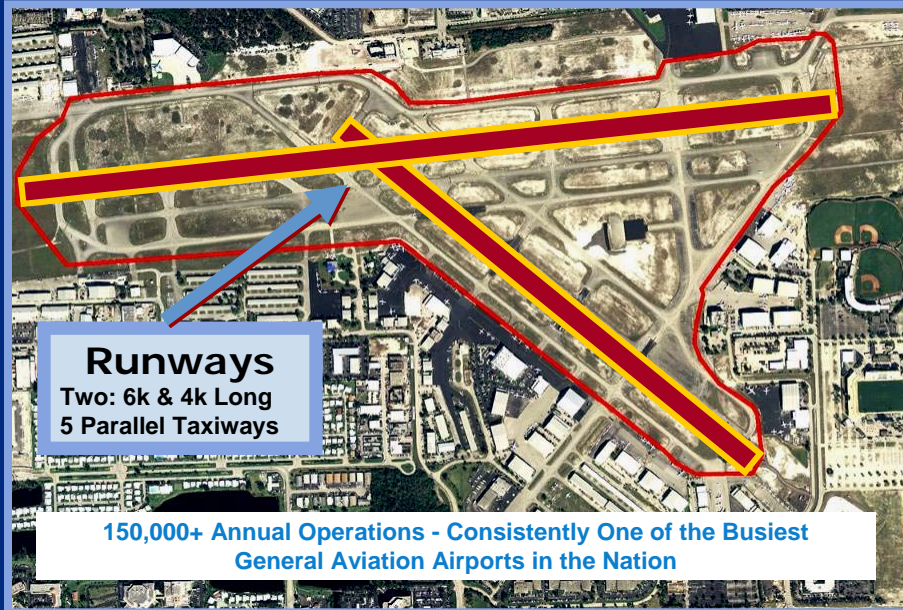 Runways
Two: 6k & 4k Long
5 Parallel Taxiways
150,000+ Annual Operations - Consistently One of the Busiest
General Aviation Airports in the Nation